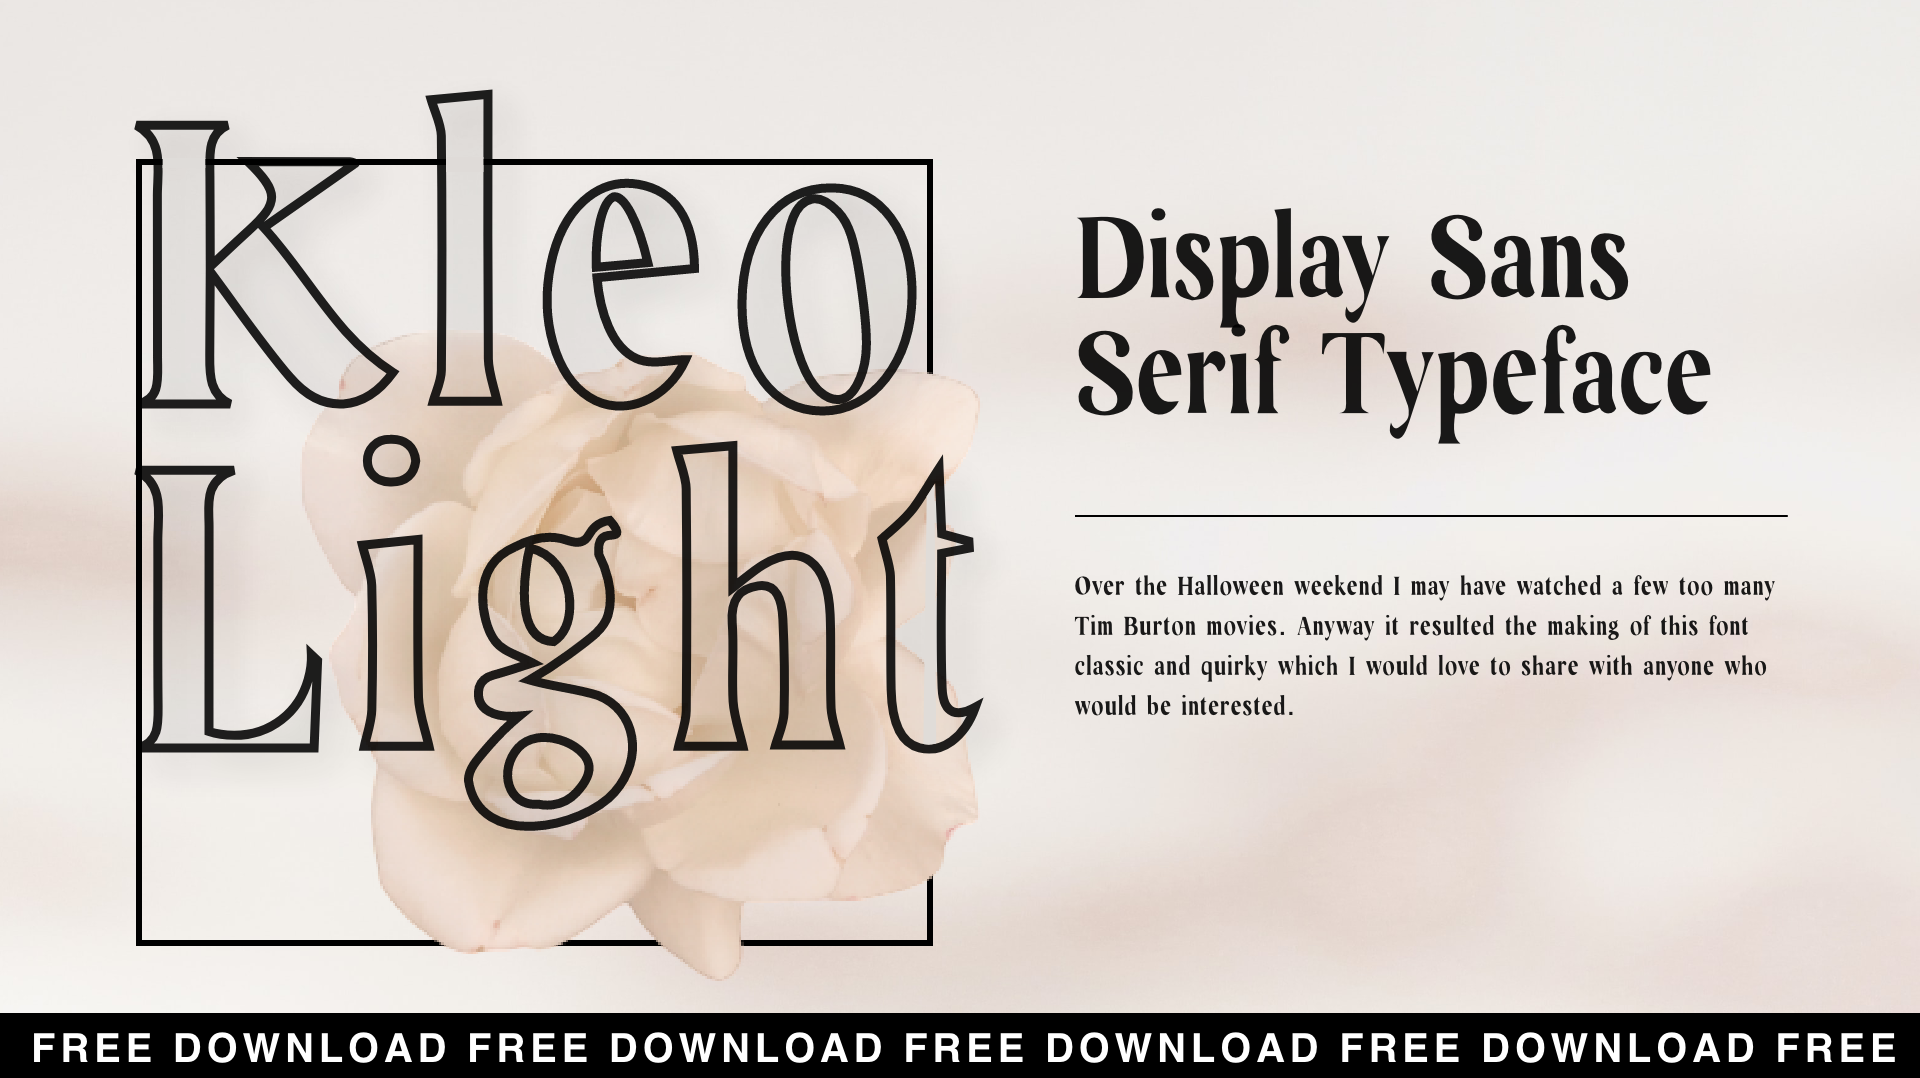 Kleo
Light
Display Sans
Serif Typeface
Over the Halloween weekend I may have watched a few too many
Tim Burton movies. Anyway it resulted the making of this font
classic and quirky which I would love to share with anyone who
would be interested.
FREE DOWNLOAD FREE DOWNLOAD FREE DOWNLOAD FREE DOWNLOAD FREE